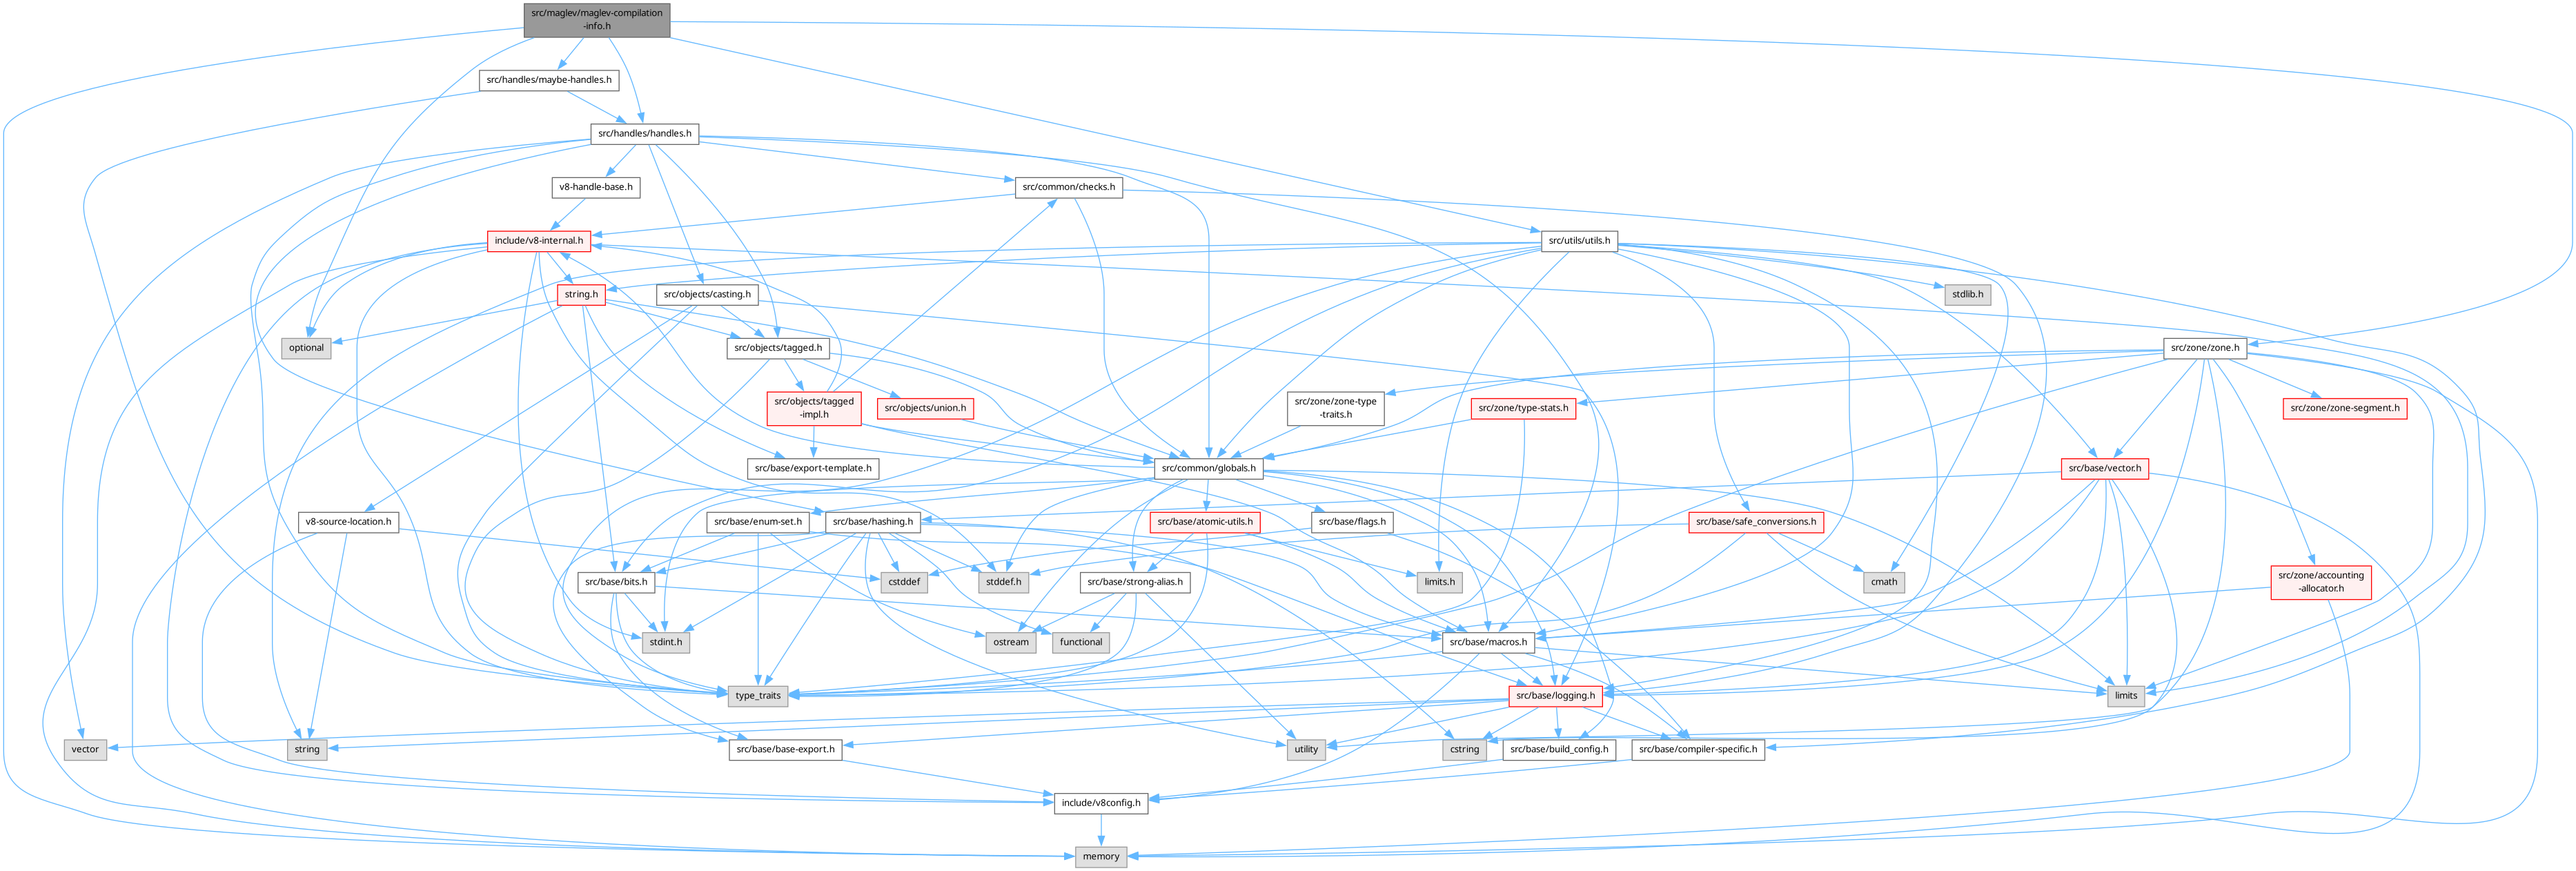 src/maglev/maglev-compilation
-info.h
src/handles/maybe-handles.h
src/handles/handles.h
v8-handle-base.h
src/common/checks.h
include/v8-internal.h
src/utils/utils.h
string.h
src/objects/casting.h
stdlib.h
optional
src/objects/tagged.h
src/zone/zone.h
src/objects/tagged
-impl.h
src/objects/union.h
src/zone/zone-type
-traits.h
src/zone/type-stats.h
src/zone/zone-segment.h
src/base/export-template.h
src/common/globals.h
src/base/vector.h
v8-source-location.h
src/base/enum-set.h
src/base/hashing.h
src/base/atomic-utils.h
src/base/flags.h
src/base/safe_conversions.h
src/base/bits.h
cstddef
stddef.h
src/base/strong-alias.h
limits.h
cmath
src/zone/accounting
-allocator.h
stdint.h
ostream
functional
src/base/macros.h
type_traits
src/base/logging.h
limits
vector
string
src/base/base-export.h
utility
cstring
src/base/build_config.h
src/base/compiler-specific.h
include/v8config.h
memory